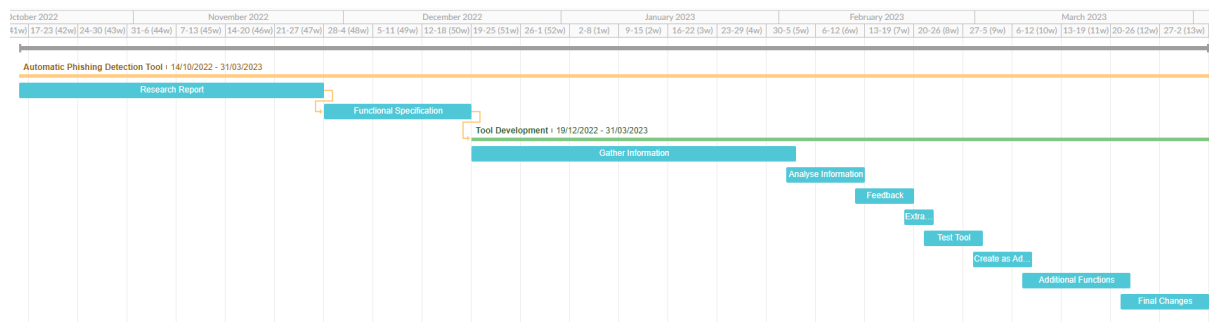 October 2022 November 2022 December 2022 January 2023 February 2023 March 2023
41w) 17-23 (42w) 24-30 (43w) 31-6 (44w) 7-13 (45w) 14-20 (46w) 21-27 (47w) 28-4 (48w) 5-11 (49w) 12-18 (50w) 19-25 (51w) 26-1 (52w) 2-8 (1w) 9-15 (2w) 16-22 (3w) 23-29 (4w) 30-5 (5w) 6-12 (6w) 13-19 (7w) 20-26 (8w) 27-5 (9w) 6-12 (10w) 13-19 (11w) 20-26 (12w) 27-2 (13w)
Automatic Phishing Detection Tool 14/10/2022 - 31/03/2023
Research Report
Functional Specification
Tool Development 19/12/2022 - 31/03/2023
Gather Information
Analyse Information
Feedback
Extra...
Test Tool
Create as Ad...
Additional Functions
Final Changes